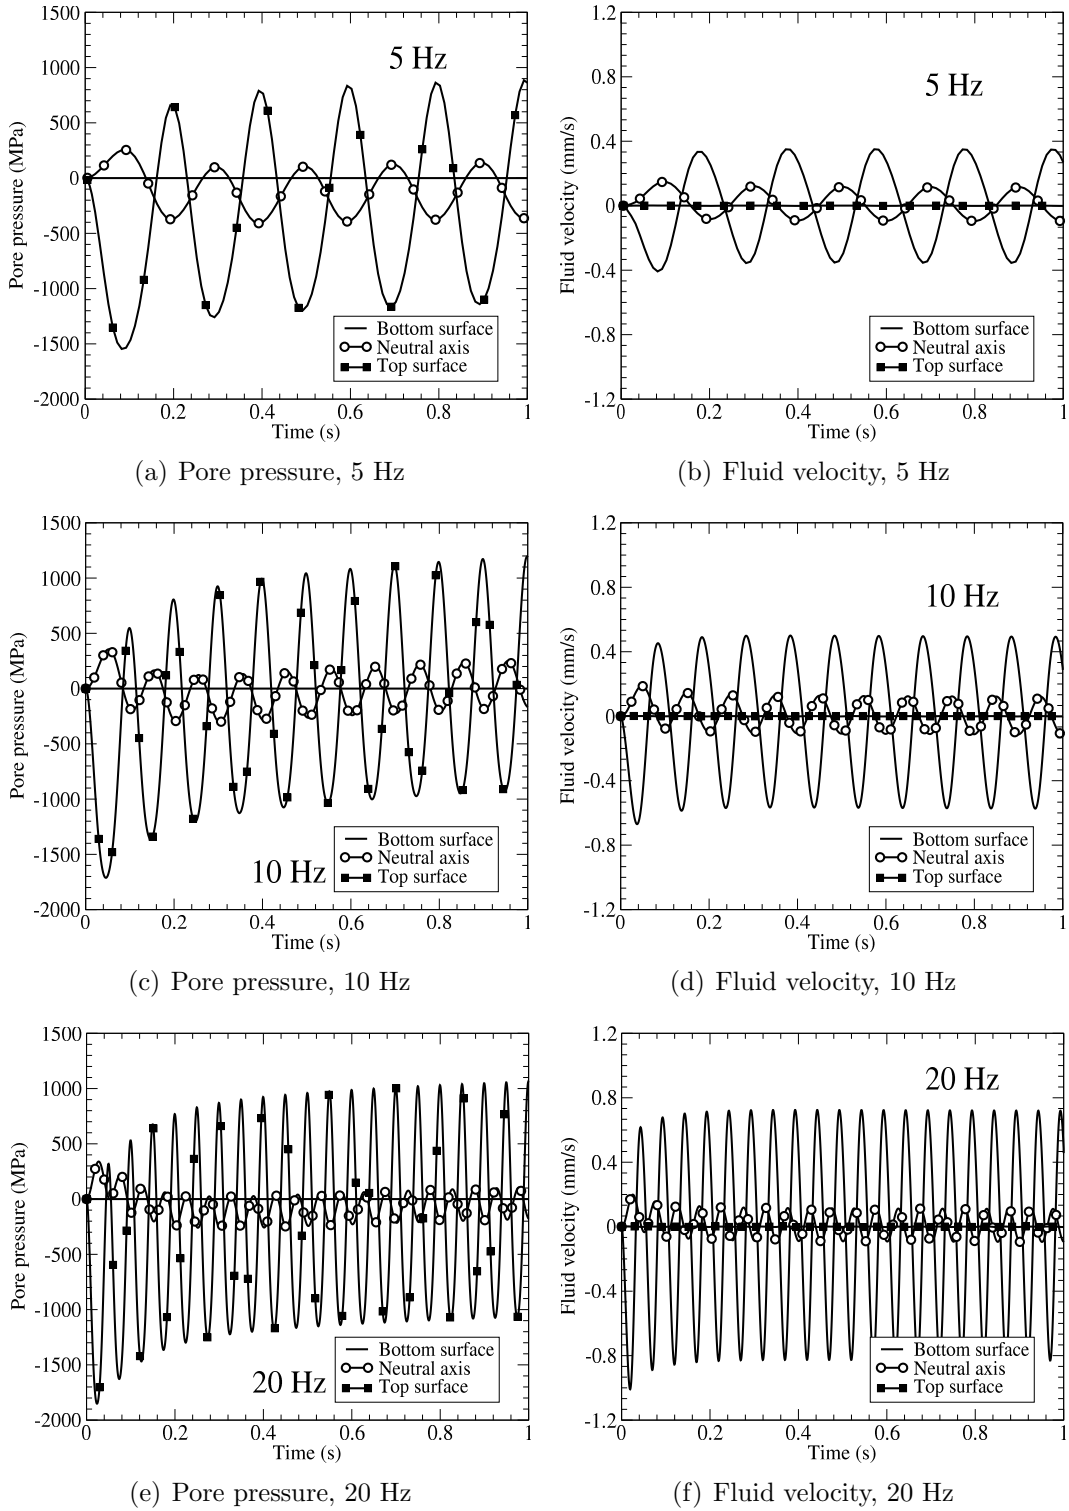 1500
1000
500
0
-500
-1000
-1500
-2000
Pore pressure (MPa)
5 Hz
Bottom surface
Neutral axis
Top surface
0 0.2 0.4 0.6 0.8 1
Time (s)
(a) Pore pressure, 5 Hz
1.2
0.8
0.4
0
-0.4
-0.8
-1.2
Fluid velocity (mm/s)
5 Hz
Bottom surface
Neutral axis
Top surface
0 0.2 0.4 0.6 0.8 1
Time (s)
(b) Fluid velocity, 5 Hz
1500
1000
500
0
-500
-1000
-1500
-2000
Pore pressure (MPa)
10 Hz
Bottom surface
Neutral axis
Top surface
0 0.2 0.4 0.6 0.8 1
Time (s)
(c) Pore pressure, 10 Hz
1.2
0.8
0.4
0
-0.4
-0.8
-1.2
Fluid velocity (mm/s)
10 Hz
Bottom surface
Neutral axis
Top surface
0 0.2 0.4 0.6 0.8 1
Time (s)
(d) Fluid velocity, 10 Hz
1500
1000
500
0
-500
-1000
-1500
-2000
Pore pressure (MPa)
20 Hz
Bottom surface
Neutral axis
Top surface
0 0.2 0.4 0.6 0.8 1
Time (s)
(e) Pore pressure, 20 Hz
1.2
0.8
0.4
0
-0.4
-0.8
-1.2
Fluid velocity (mm/s)
20 Hz
Bottom surface
Neutral axis
Top surface
0 0.2 0.4 0.6 0.8 1
Time (s)
(f) Fluid velocity, 20 Hz